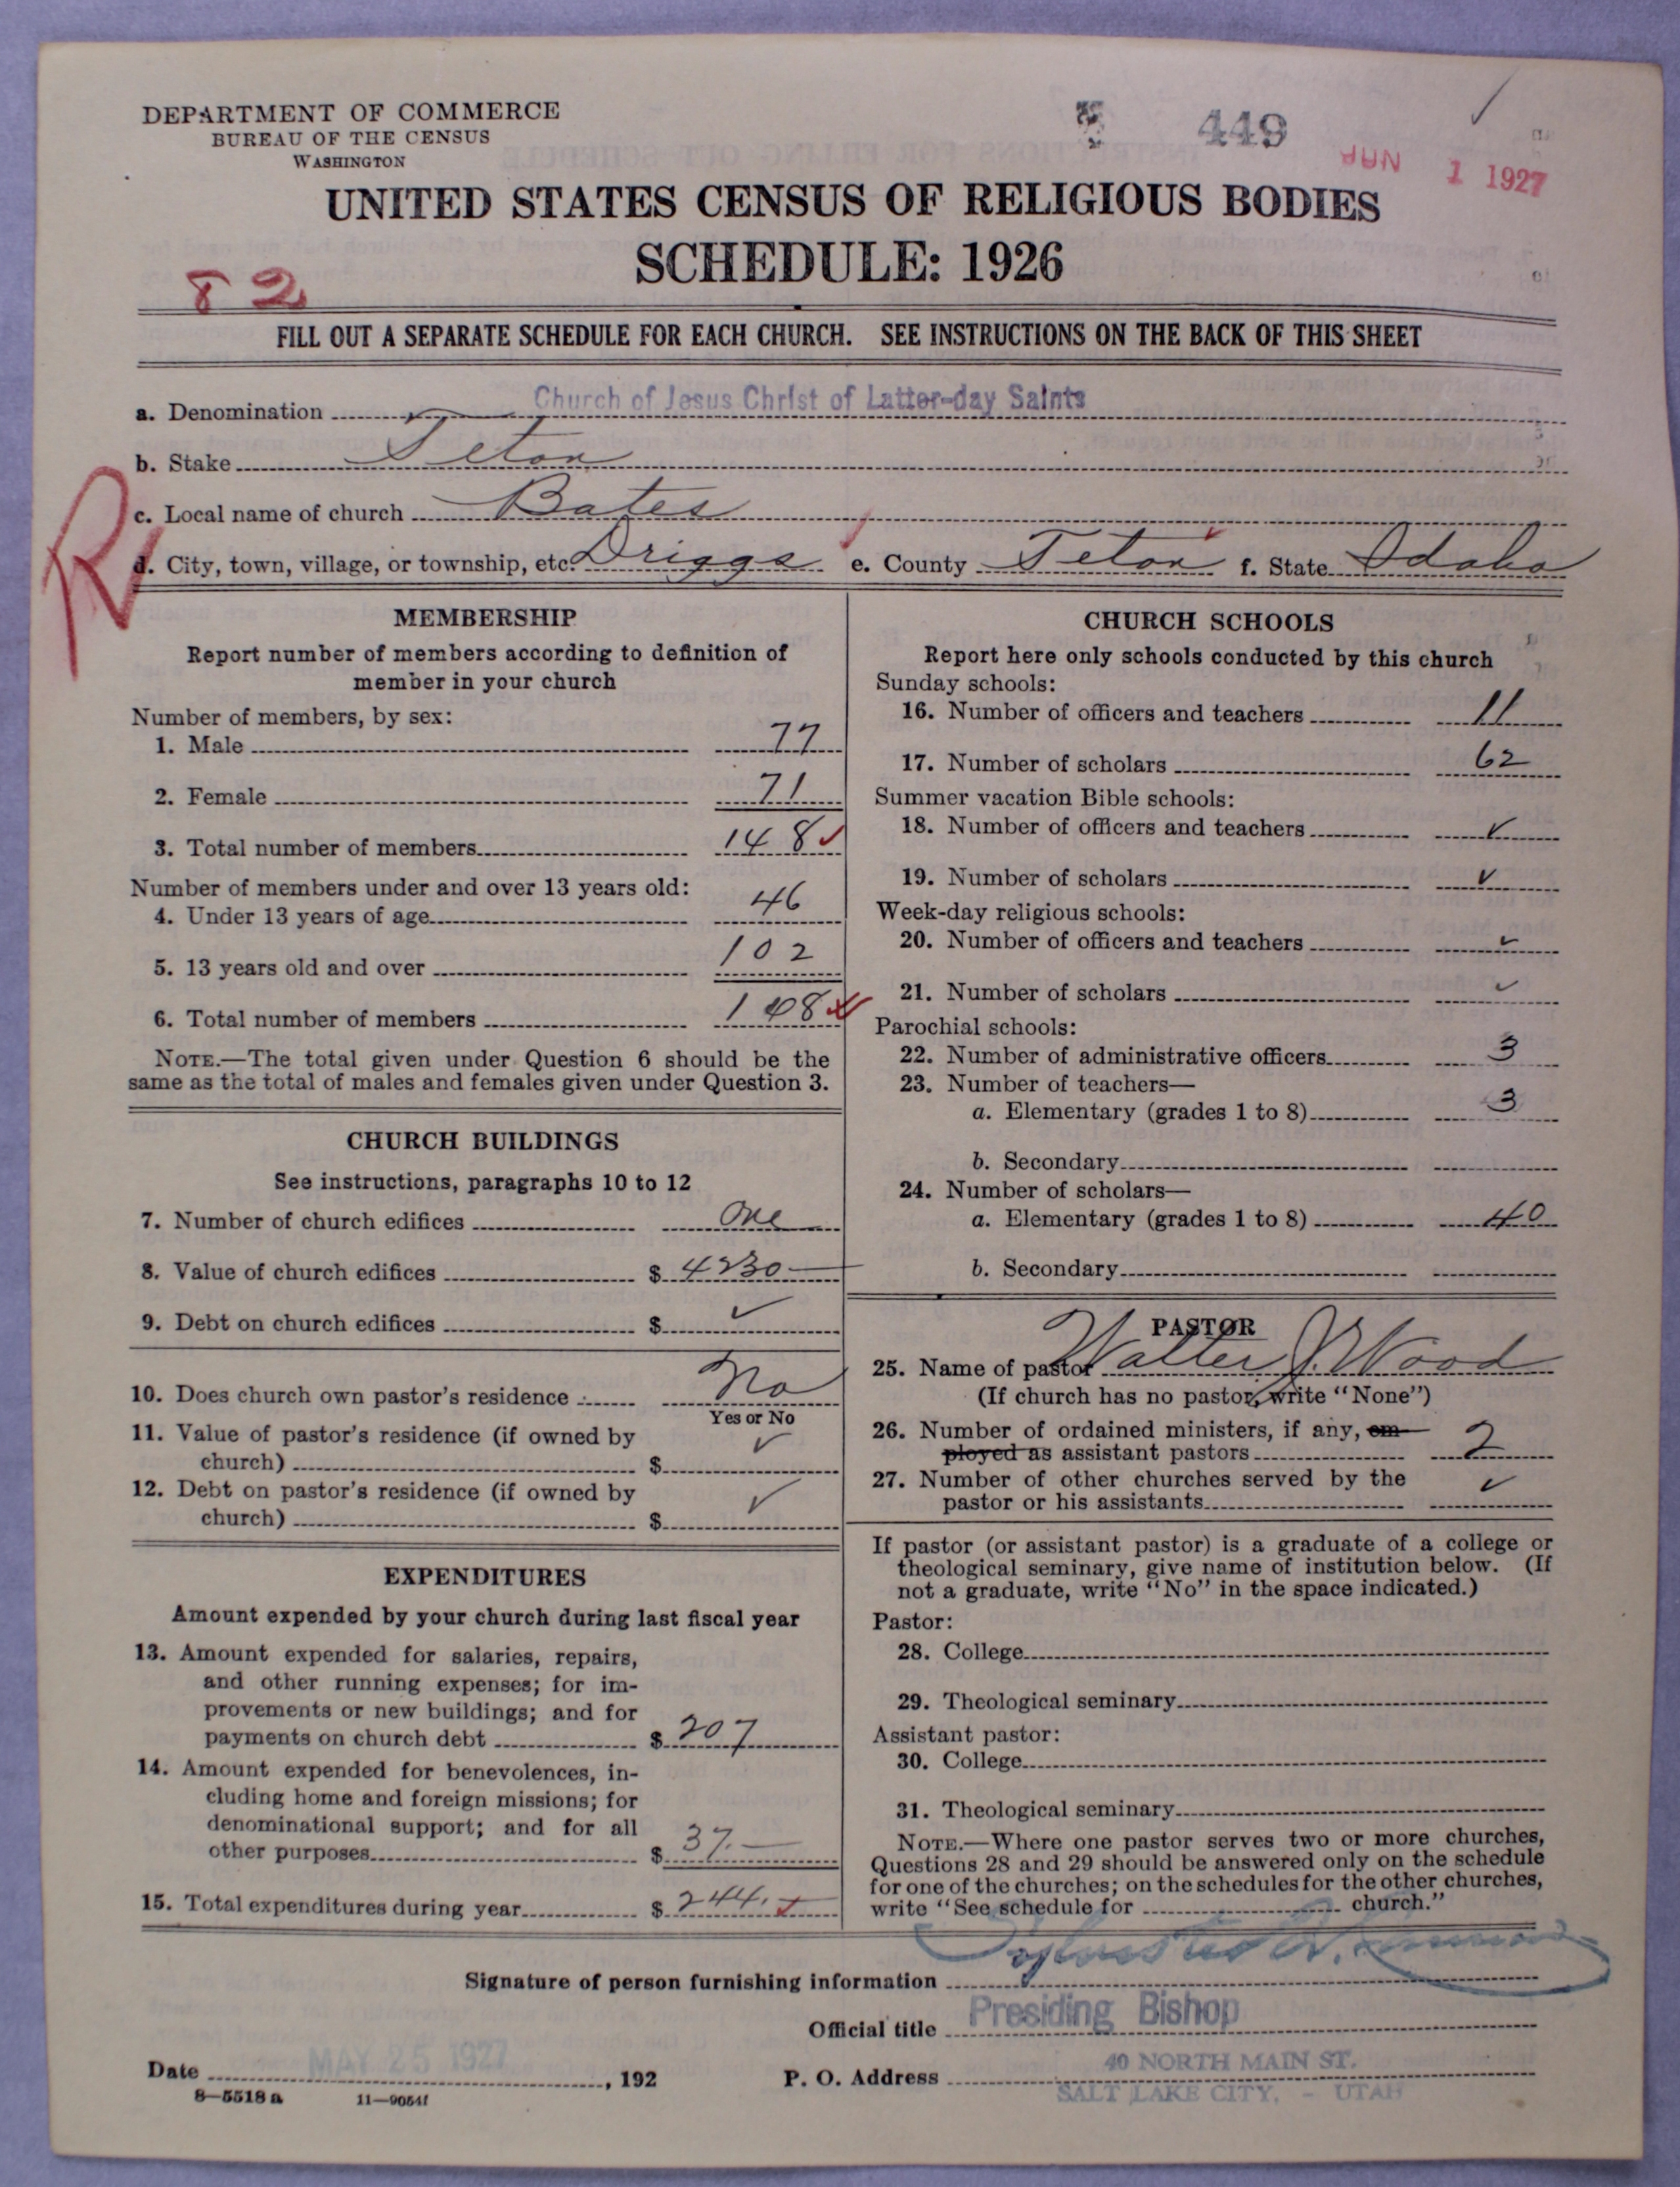 DEPARTMENT OF COMMERCE
BUREAU OF THE CENSUS
WASHINGTON
449
JUN 1 1927
UNITED STATES CENSUS OF RELIGIOUS BODIES
SCHEDULE: 1926
82
FILL OUT A SEPARATE SCHEDULE FOR EACH CHURCH. SEE INSTRUCTIONS ON THE BACK OF THIS SHEET
a. Denomination Church of Jesus Christ of Latter-day Saints
b. Stake Teton
c. Local name of church Bates
R
d. City, town, village, or township, etc. Driggs e. County Teton f. State Idaho
MEMBERSHIP
Report number of members according to definition of
member in your church
Number of members, by sex:
1. Male 77
2. Female 71
3. Total number of members 148 ✓
Number of members under and over 13 years old:
4. Under 13 years of age 46
5. 13 years old and over 102
6. Total number of members 148
NOTE.—The total given under Question 6 should be the
same as the total of males and females given under Question 3.
CHURCH BUILDINGS
See instructions, paragraphs 10 to 12
7. Number of church edifices One
8. Value of church edifices $ 4230
9. Debt on church edifices $ ✓
10. Does church own pastor's residence No
Yes or No
11. Value of pastor's residence (if owned by
church) $ ✓
12. Debt on pastor's residence (if owned by
church) $ ✓
EXPENDITURES
Amount expended by your church during last fiscal year
13. Amount expended for salaries, repairs,
and other running expenses; for im-
provements or new buildings; and for
payments on church debt $ 207
14. Amount expended for benevolences, in-
cluding home and foreign missions; for
denominational support; and for all
other purposes $ 37.—
15. Total expenditures during year $ 244.
CHURCH SCHOOLS
Report here only schools conducted by this church
Sunday schools:
16. Number of officers and teachers 11
17. Number of scholars 62
Summer vacation Bible schools:
18. Number of officers and teachers ✓
19. Number of scholars ✓
Week-day religious schools:
20. Number of officers and teachers ✓
21. Number of scholars ✓
Parochial schools:
22. Number of administrative officers 3
23. Number of teachers—
a. Elementary (grades 1 to 8) 3
b. Secondary
24. Number of scholars—
a. Elementary (grades 1 to 8) 40
b. Secondary
PASTOR
25. Name of pastor Walter J. Wood
(If church has no pastor, write "None")
26. Number of ordained ministers, if any, em-
ployed as assistant pastors 2
27. Number of other churches served by the
pastor or his assistants ✓
If pastor (or assistant pastor) is a graduate of a college or
theological seminary, give name of institution below. (If
not a graduate, write "No" in the space indicated.)
Pastor:
28. College
29. Theological seminary
Assistant pastor:
30. College
31. Theological seminary
NOTE.—Where one pastor serves two or more churches,
Questions 28 and 29 should be answered only on the schedule
for one of the churches; on the schedules for the other churches,
write "See schedule for church."
Signature of person furnishing information Sylvester Q. Cannon
Official title Presiding Bishop
Date MAY 25 1927, 192
P. O. Address 40 NORTH MAIN ST.
SALT LAKE CITY, - UTAH
8—5518 a 11—9054f